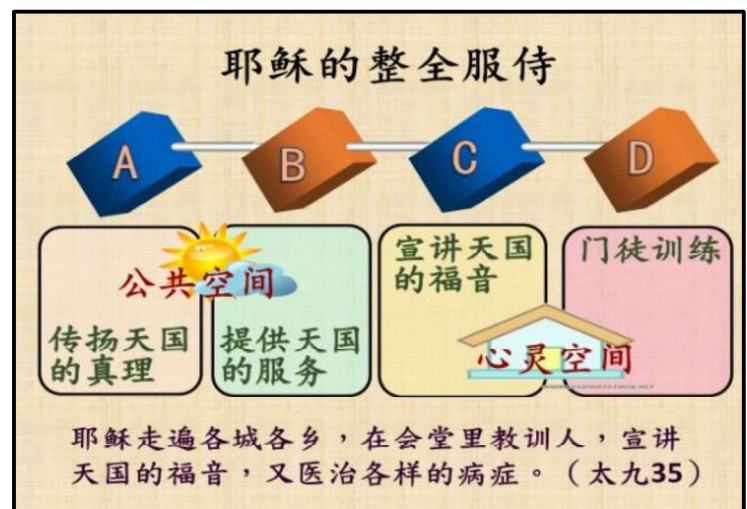 耶稣的整全服侍
A
B
C
D
公共空间
传扬天国
的真理
提供天国
的服务
宣讲天国
的福音
门徒训练
心灵空间
耶稣走遍各城各乡，在会堂里教训人，宣讲
天国的福音，又医治各样的病症。（太九35）